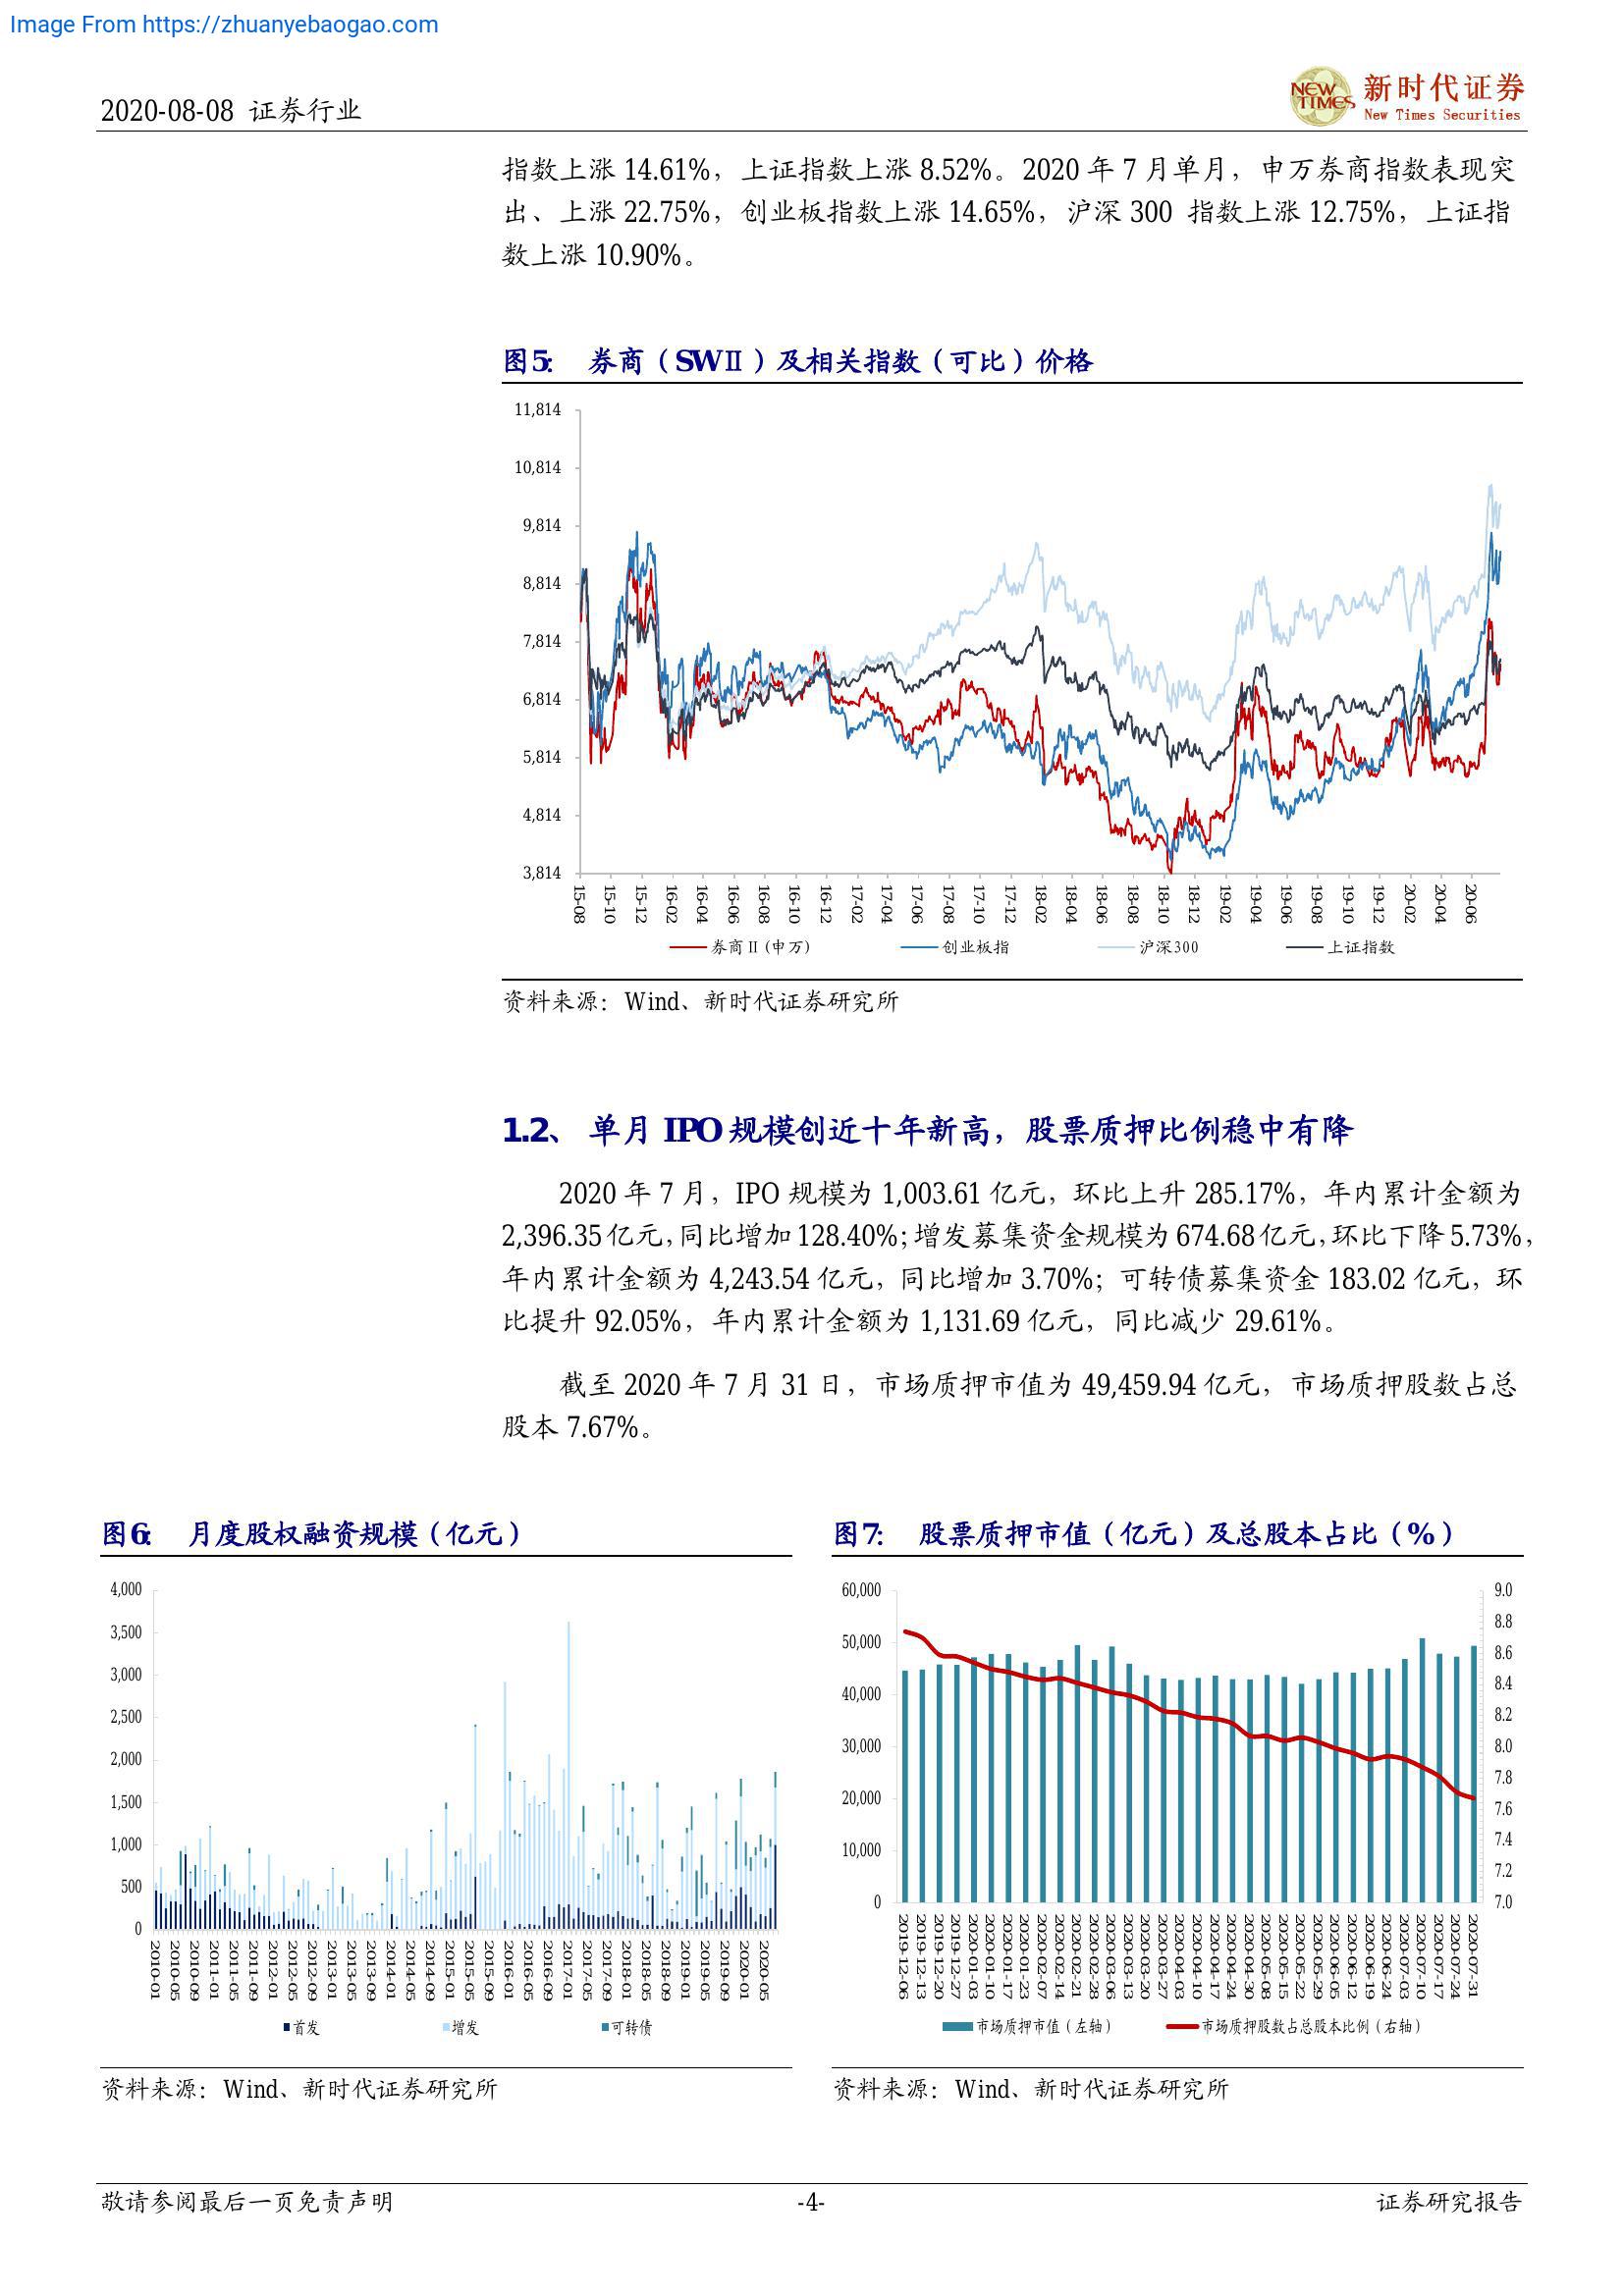 Image From https://zhuanyebaogao.com
2020-08-08 证券行业
NEW TIMES
新时代证券
New Times Securities
指数上涨 14.61%，上证指数上涨 8.52%。2020 年 7 月单月，申万券商指数表现突
出、上涨 22.75%，创业板指数上涨 14.65%，沪深 300 指数上涨 12.75%，上证指
数上涨 10.90%。
图5： 券商（SWⅡ）及相关指数（可比）价格
11,814
10,814
9,814
8,814
7,814
6,814
5,814
4,814
3,814
15-08 15-10 15-12 16-02 16-04 16-06 16-08 16-10 16-12 17-02 17-04 17-06 17-08 17-10 17-12 18-02 18-04 18-06 18-08 18-10 18-12 19-02 19-04 19-06 19-08 19-10 19-12 20-02 20-04 20-06
券商Ⅱ(申万) 创业板指 沪深300 上证指数
资料来源：Wind、新时代证券研究所
1.2、 单月 IPO 规模创近十年新高，股票质押比例稳中有降
2020 年 7 月，IPO 规模为 1,003.61 亿元，环比上升 285.17%，年内累计金额为
2,396.35亿元，同比增加128.40%；增发募集资金规模为674.68亿元，环比下降5.73%，
年内累计金额为 4,243.54 亿元，同比增加 3.70%；可转债募集资金 183.02 亿元，环
比提升 92.05%，年内累计金额为 1,131.69 亿元，同比减少 29.61%。
截至 2020 年 7 月 31 日，市场质押市值为 49,459.94 亿元，市场质押股数占总
股本 7.67%。
图6： 月度股权融资规模（亿元）
4,000
3,500
3,000
2,500
2,000
1,500
1,000
500
0
2010-01 2010-05 2010-09 2011-01 2011-05 2011-09 2012-01 2012-05 2012-09 2013-01 2013-05 2013-09 2014-01 2014-05 2014-09 2015-01 2015-05 2015-09 2016-01 2016-05 2016-09 2017-01 2017-05 2017-09 2018-01 2018-05 2018-09 2019-01 2019-05 2019-09 2020-01 2020-05
首发 增发 可转债
资料来源：Wind、新时代证券研究所
图7： 股票质押市值（亿元）及总股本占比（%）
60,000
50,000
40,000
30,000
20,000
10,000
0
9.0
8.8
8.6
8.4
8.2
8.0
7.8
7.6
7.4
7.2
7.0
2019-12-06 2019-12-13 2019-12-20 2019-12-27 2020-01-03 2020-01-10 2020-01-17 2020-01-23 2020-02-07 2020-02-14 2020-02-21 2020-02-28 2020-03-06 2020-03-13 2020-03-20 2020-03-27 2020-04-03 2020-04-10 2020-04-17 2020-04-24 2020-04-30 2020-05-08 2020-05-15 2020-05-22 2020-05-29 2020-06-05 2020-06-12 2020-06-19 2020-06-24 2020-07-03 2020-07-10 2020-07-17 2020-07-24 2020-07-31
市场质押市值（左轴） 市场质押股数占总股本比例（右轴）
资料来源：Wind、新时代证券研究所
敬请参阅最后一页免责声明
-4-
证券研究报告